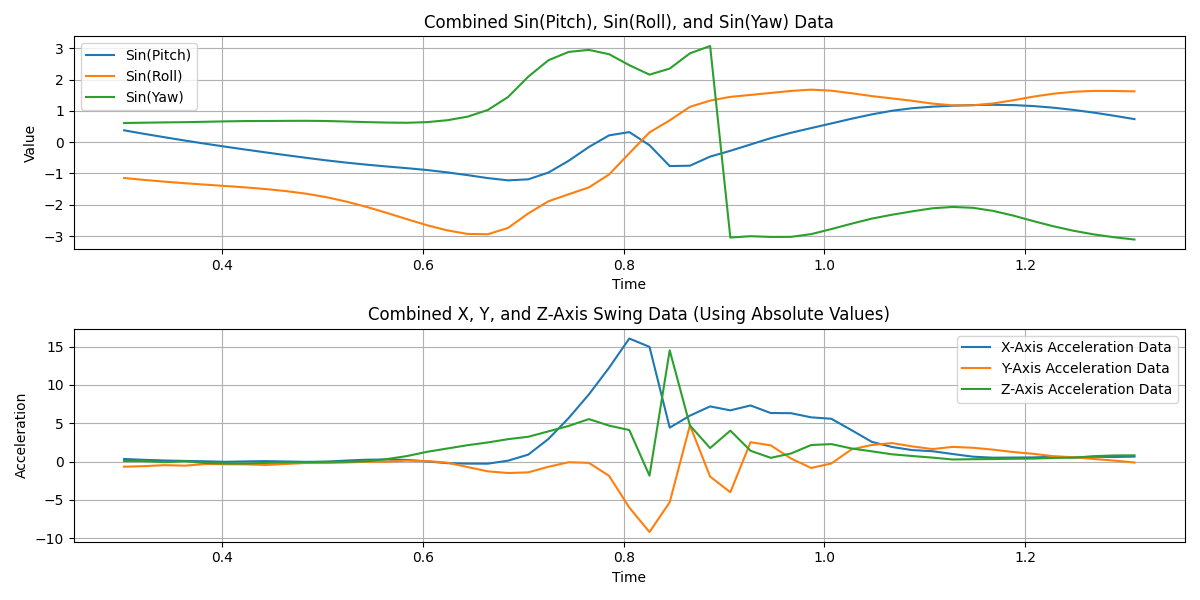 Combined Sin(Pitch), Sin(Roll), and Sin(Yaw) Data
Sin(Pitch)
Sin(Roll)
Sin(Yaw)
Value
3
2
1
0
−1
−2
−3
0.4 0.6 0.8 1.0 1.2
Time
Combined X, Y, and Z-Axis Swing Data (Using Absolute Values)
X-Axis Acceleration Data
Y-Axis Acceleration Data
Z-Axis Acceleration Data
Acceleration
15
10
5
0
−5
−10
0.4 0.6 0.8 1.0 1.2
Time